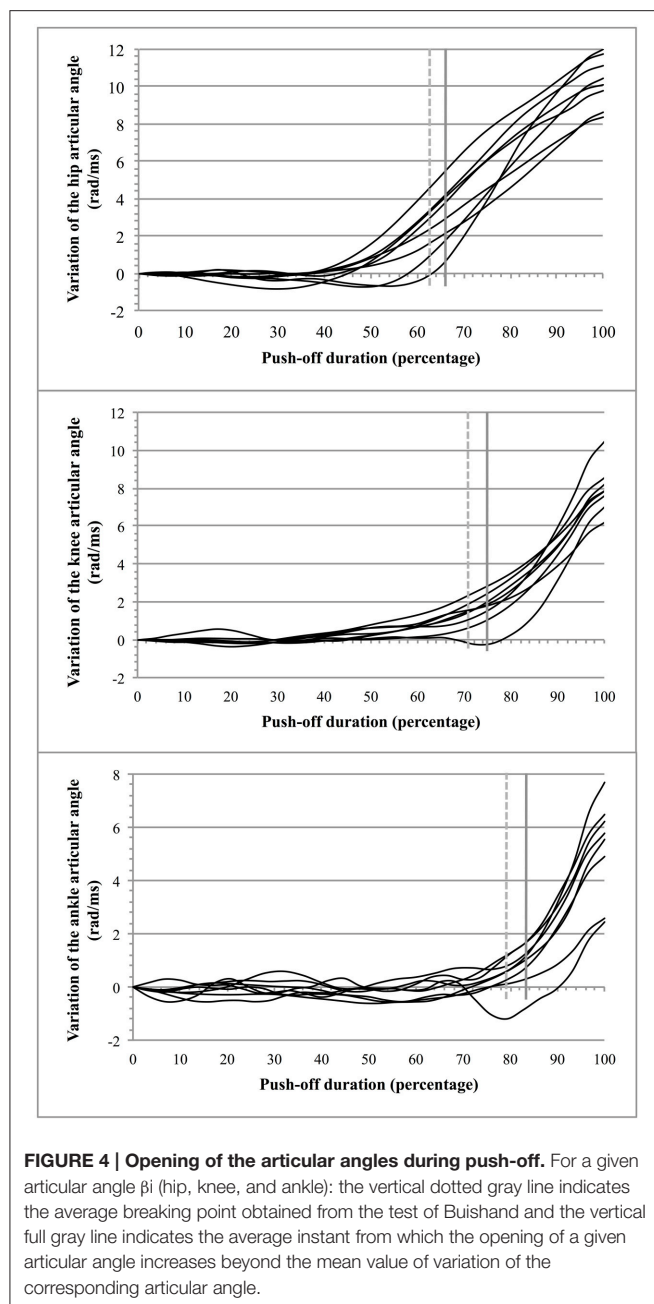 Variation of the hip articular angle
(rad/ms)
12
10
8
6
4
2
0
-2
0 10 20 30 40 50 60 70 80 90 100
Push-off duration (percentage)
Variation of the knee articular angle
(rad/ms)
12
10
8
6
4
2
0
-2
0 10 20 30 40 50 60 70 80 90 100
Push-off duration (percentage)
Variation of the ankle articular angle
(rad/ms)
8
6
4
2
0
-2
0 10 20 30 40 50 60 70 80 90 100
Push-off duration (percentage)
FIGURE 4 | Opening of the articular angles during push-off. For a given
articular angle βi (hip, knee, and ankle): the vertical dotted gray line indicates
the average breaking point obtained from the test of Buishand and the vertical
full gray line indicates the average instant from which the opening of a given
articular angle increases beyond the mean value of variation of the
corresponding articular angle.